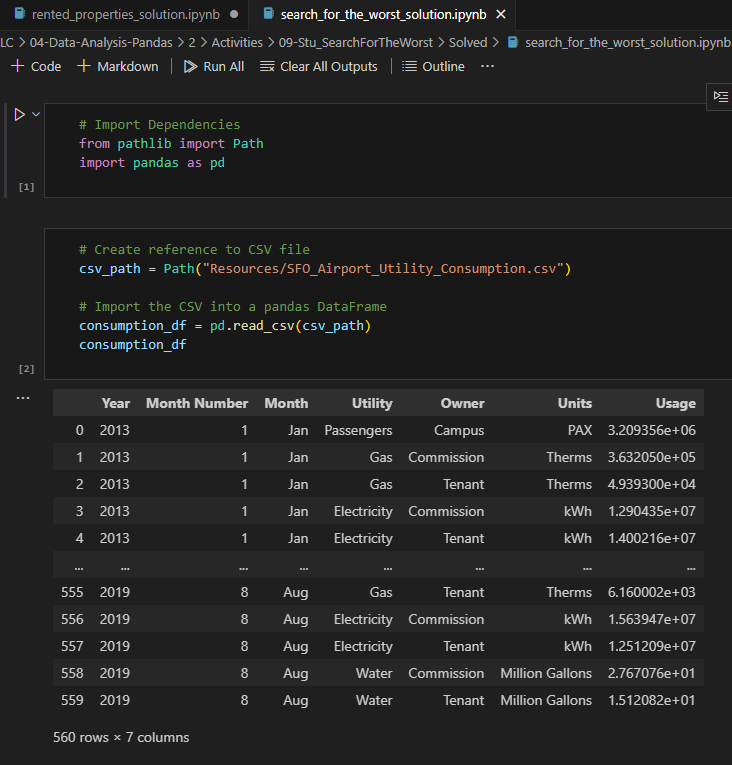 rented_properties_solution.ipynb ● search_for_the_worst_solution.ipynb ×
LC > 04-Data-Analysis-Pandas > 2 > Activities > 09-Stu_SearchForTheWorst > Solved > search_for_the_worst_solution.ipynb
+ Code + Markdown Run All Clear All Outputs Outline ...
# Import Dependencies
from pathlib import Path
import pandas as pd
[1]
# Create reference to CSV file
csv_path = Path("Resources/SFO_Airport_Utility_Consumption.csv")
# Import the CSV into a pandas DataFrame
consumption_df = pd.read_csv(csv_path)
consumption_df
[2]
...
Year Month Number Month Utility Owner Units Usage
0 2013 1 Jan Passengers Campus PAX 3.209356e+06
1 2013 1 Jan Gas Commission Therms 3.632050e+05
2 2013 1 Jan Gas Tenant Therms 4.939300e+04
3 2013 1 Jan Electricity Commission kWh 1.290435e+07
4 2013 1 Jan Electricity Tenant kWh 1.400216e+07
... ... ... ... ... ... ... ...
555 2019 8 Aug Gas Tenant Therms 6.160002e+03
556 2019 8 Aug Electricity Commission kWh 1.563947e+07
557 2019 8 Aug Electricity Tenant kWh 1.251209e+07
558 2019 8 Aug Water Commission Million Gallons 2.767076e+01
559 2019 8 Aug Water Tenant Million Gallons 1.512082e+01
560 rows × 7 columns